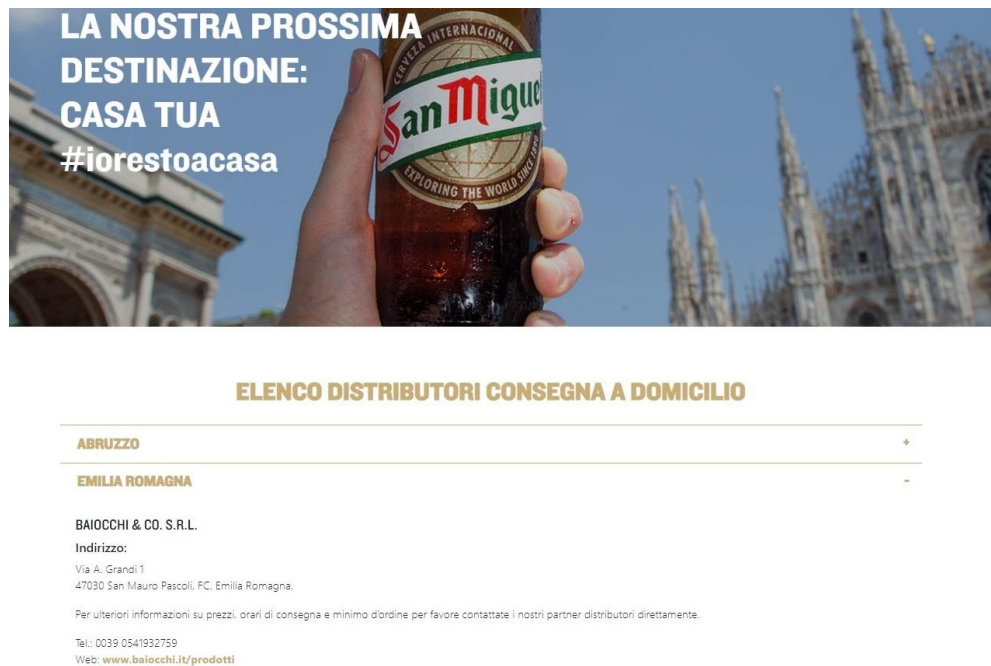 LA NOSTRA PROSSIMA
DESTINAZIONE:
CASA TUA
#iorestoacasa
CERVEZA INTERNACIONAL
San Migue
EXPLORING THE WORLD SINCE 1890
ELENCO DISTRIBUTORI CONSEGNA A DOMICILIO
ABRUZZO +
EMILIA ROMAGNA -
BAIOCCHI & CO. S.R.L.
Indirizzo:
Via A. Grandi 1
47030 San Mauro Pascoli, FC, Emilia Romagna.
Per ulteriori informazioni su prezzi, orari di consegna e minimo d'ordine per favore contattate i nostri partner distributori direttamente.
Tel.: 0039 0541932759
Web: www.baiocchi.it/prodotti